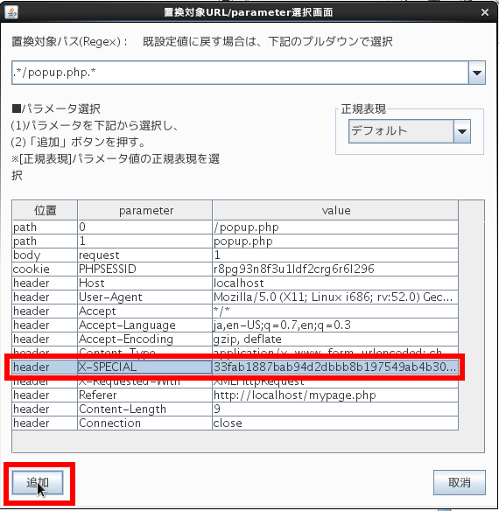 置換対象URL/parameter選択画面
置換対象パス(Regex)： 既設定値に戻す場合は、下記のプルダウンで選択
.*/popup.php.*
■パラメータ選択
(1)パラメータを下記から選択し、
(2)「追加」ボタンを押す。
※[正規表現]パラメータ値の正規表現を選
択
正規表現
デフォルト
位置 parameter value
path 0 /popup.php
path 1 popup.php
body request 1
cookie PHPSESSID r8pg93n8f3u1ldf2crg6r6l296
header Host localhost
header User-Agent Mozilla/5.0 (X11; Linux i686; rv:52.0) Gec...
header Accept */*
header Accept-Language ja,en-US;q=0.7,en;q=0.3
header Accept-Encoding gzip, deflate
header Content-Type application/x-www-form-urlencoded; ch...
header X-SPECIAL 33fab1887bab94d2dbbb8b197549ab4b30...
header X-Requested-With XMLHttpRequest
header Referer http://localhost/mypage.php
header Content-Length 9
header Connection close
追加
取消